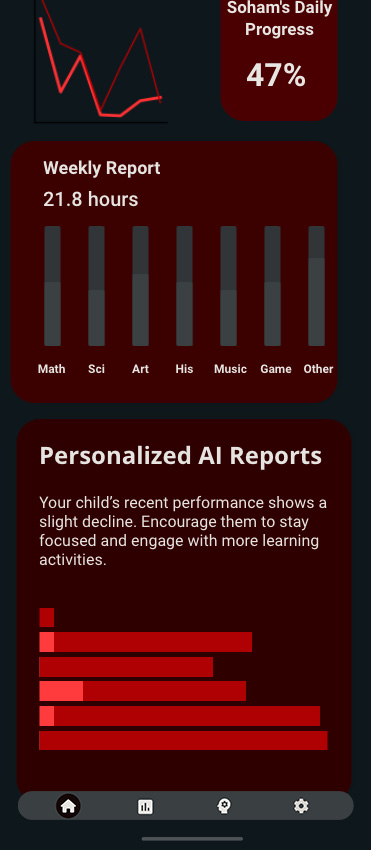 Soham's Daily
Progress
47%
Weekly Report
21.8 hours
Math Sci Art His Music Game Other
Personalized AI Reports
Your child’s recent performance shows a
slight decline. Encourage them to stay
focused and engage with more learning
activities.